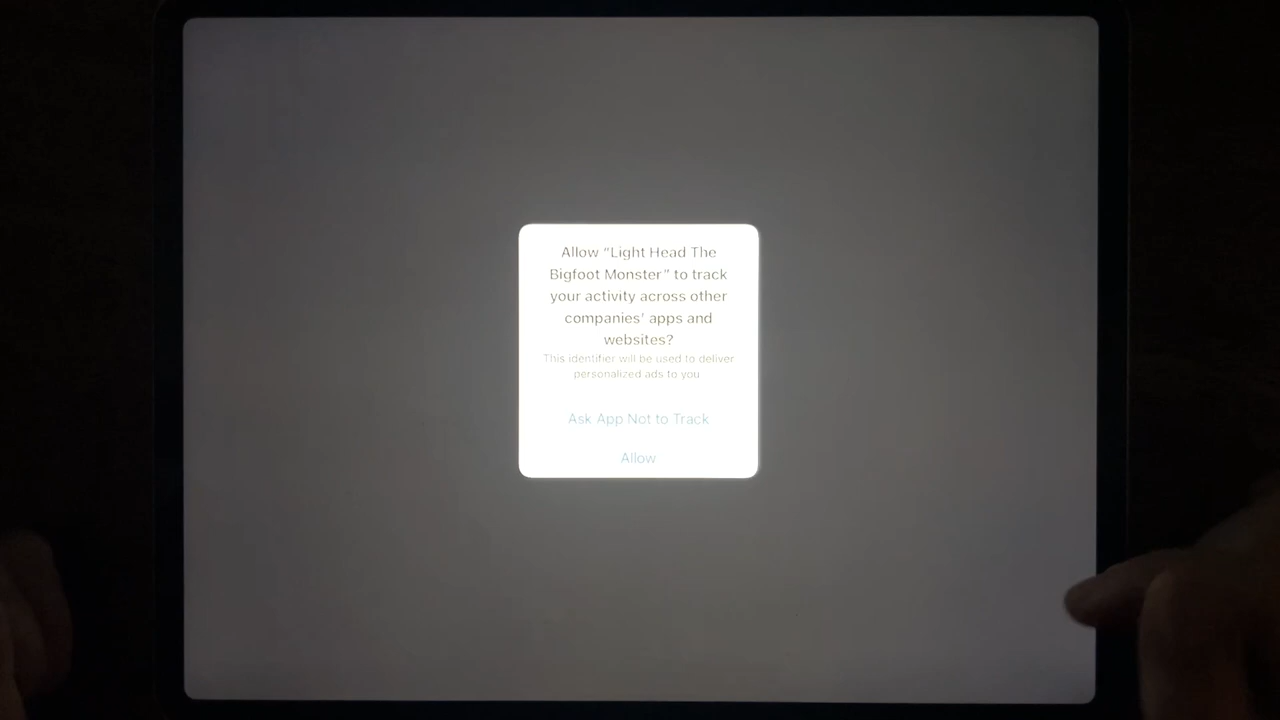 Allow “Light Head The
Bigfoot Monster” to track
your activity across other
companies’ apps and
websites?
This identifier will be used to deliver
personalized ads to you
Ask App Not to Track
Allow